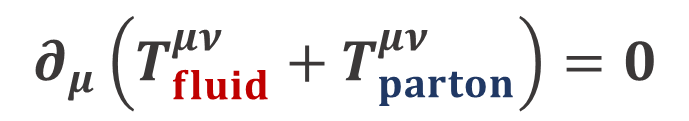 ∂_μ (T^{μν}_{fluid} + T^{μν}_{parton}) = 0